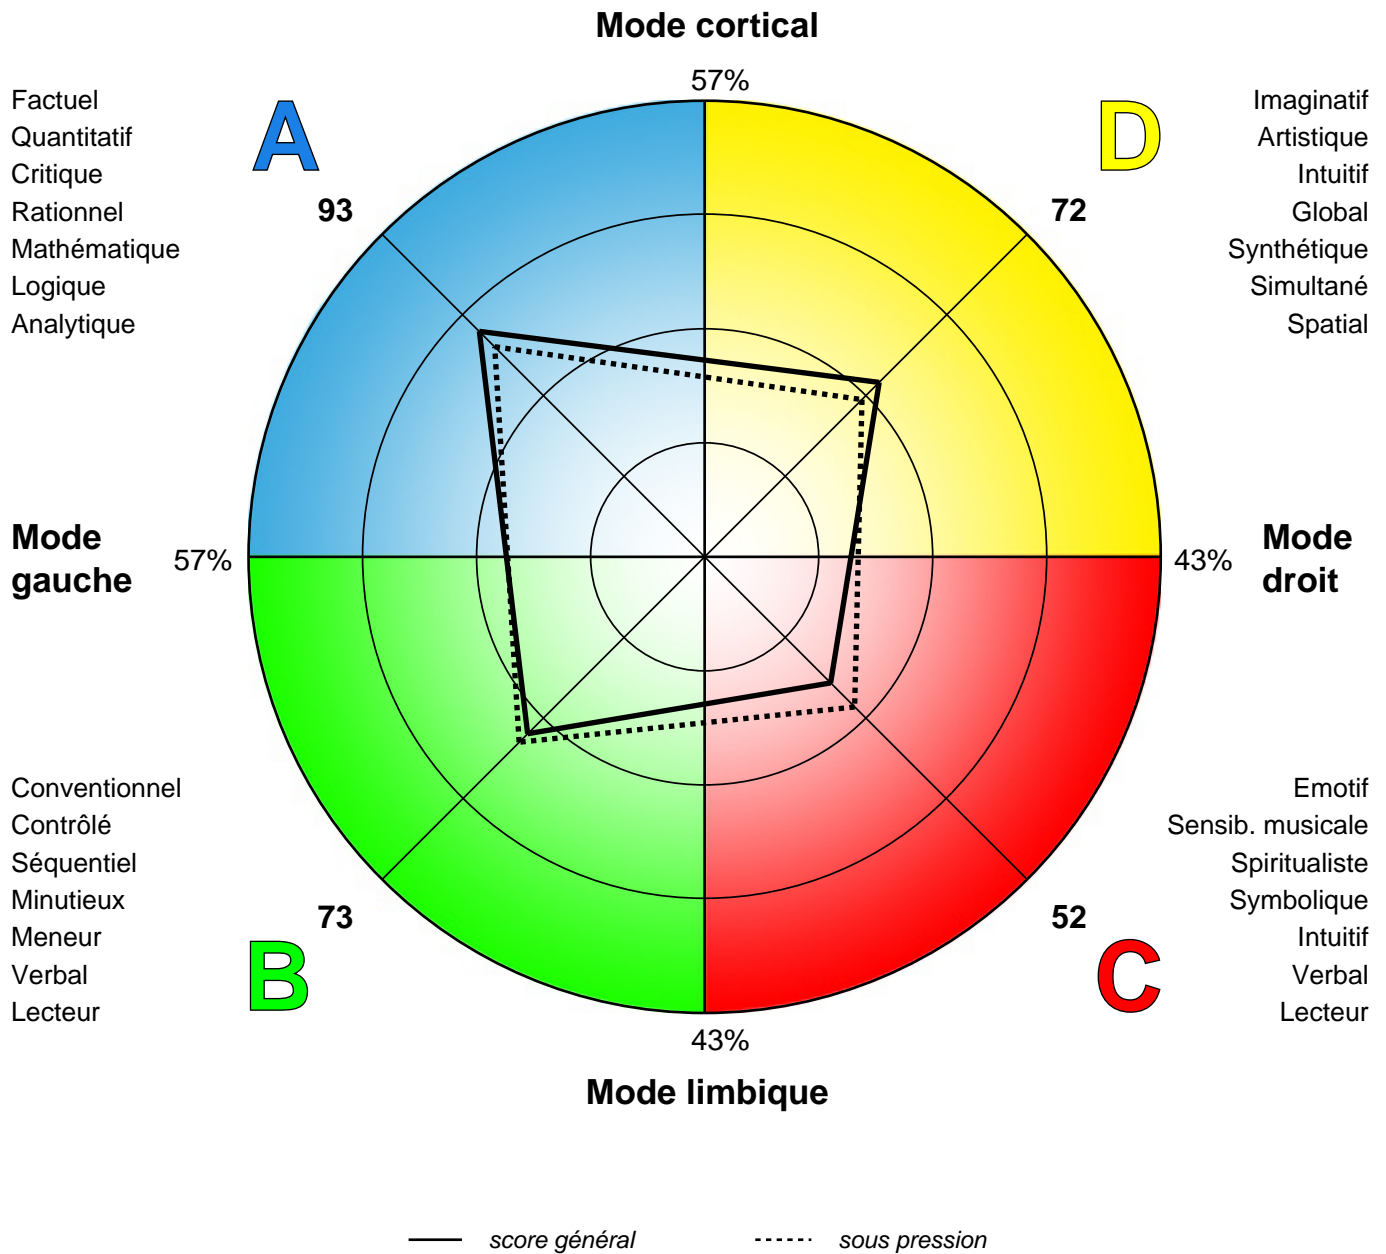 Mode cortical
57%
Factuel
Quantitatif
Critique
Rationnel
Mathématique
Logique
Analytique
A
93
D
72
Imaginatif
Artistique
Intuitif
Global
Synthétique
Simultané
Spatial
Mode
gauche
57%
43%
Mode
droit
Conventionnel
Contrôlé
Séquentiel
Minutieux
Meneur
Verbal
Lecteur
73
B
52
C
Emotif
Sensib. musicale
Spiritualiste
Symbolique
Intuitif
Verbal
Lecteur
43%
Mode limbique
score général
sous pression